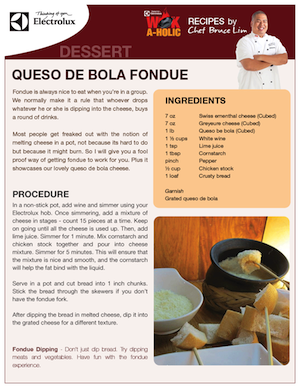 Thinking of you
Electrolux
Electrolux
WOK
A-HOLIC
RECIPES by
Chef Bruce Lim
DESSERT
QUESO DE BOLA FONDUE
Fondue is always nice to eat when you're in a group.
We normally make it a rule that whoever drops
whatever he or she is dipping into the cheese, buys
a round of drinks.
Most people get freaked out with the notion of
melting cheese in a pot, not because its hard to do
but because it might burn. So I will give you a fool
proof way of getting fondue to work for you, Plus it
showcases our lovely queso de bola cheese.
PROCEDURE
In a non-stick pot, add wine and simmer using your
Electrolux hob. Once simmering, add a mixture of
cheese in stages - count 15 pieces at a time. Keep
on going until all the cheese is used up. Then, add
lime juice. Simmer for 1 minute. Mix cornstarch and
chicken stock together and pour into cheese
mixture. Simmer for 5 minutes. This will ensure that
the mixture is nice and smooth, and the cornstarch
will help the fat bind with the liquid.
Serve in a pot and cut bread into 1 inch chunks.
Stick the bread through the skewers if you don't
have the fondue fork.
After dipping the bread in melted cheese, dip it into
the grated cheese for a different texture.
Fondue Dipping - Don't just dip bread. Try dipping
meats and vegetables. Have fun with the fondue
experience.
INGREDIENTS
7 oz Swiss ementhal cheese (Cubed)
7 oz Greyeure cheese (Cubed)
1 lb Queso be bola (Cubed)
1 ½ cups White wine
1 tsp Lime juice
1 tbsp Cornstarch
pinch Pepper
½ cup Chicken stock
1 loaf Crusty bread
Garnish
Grated queso de bola